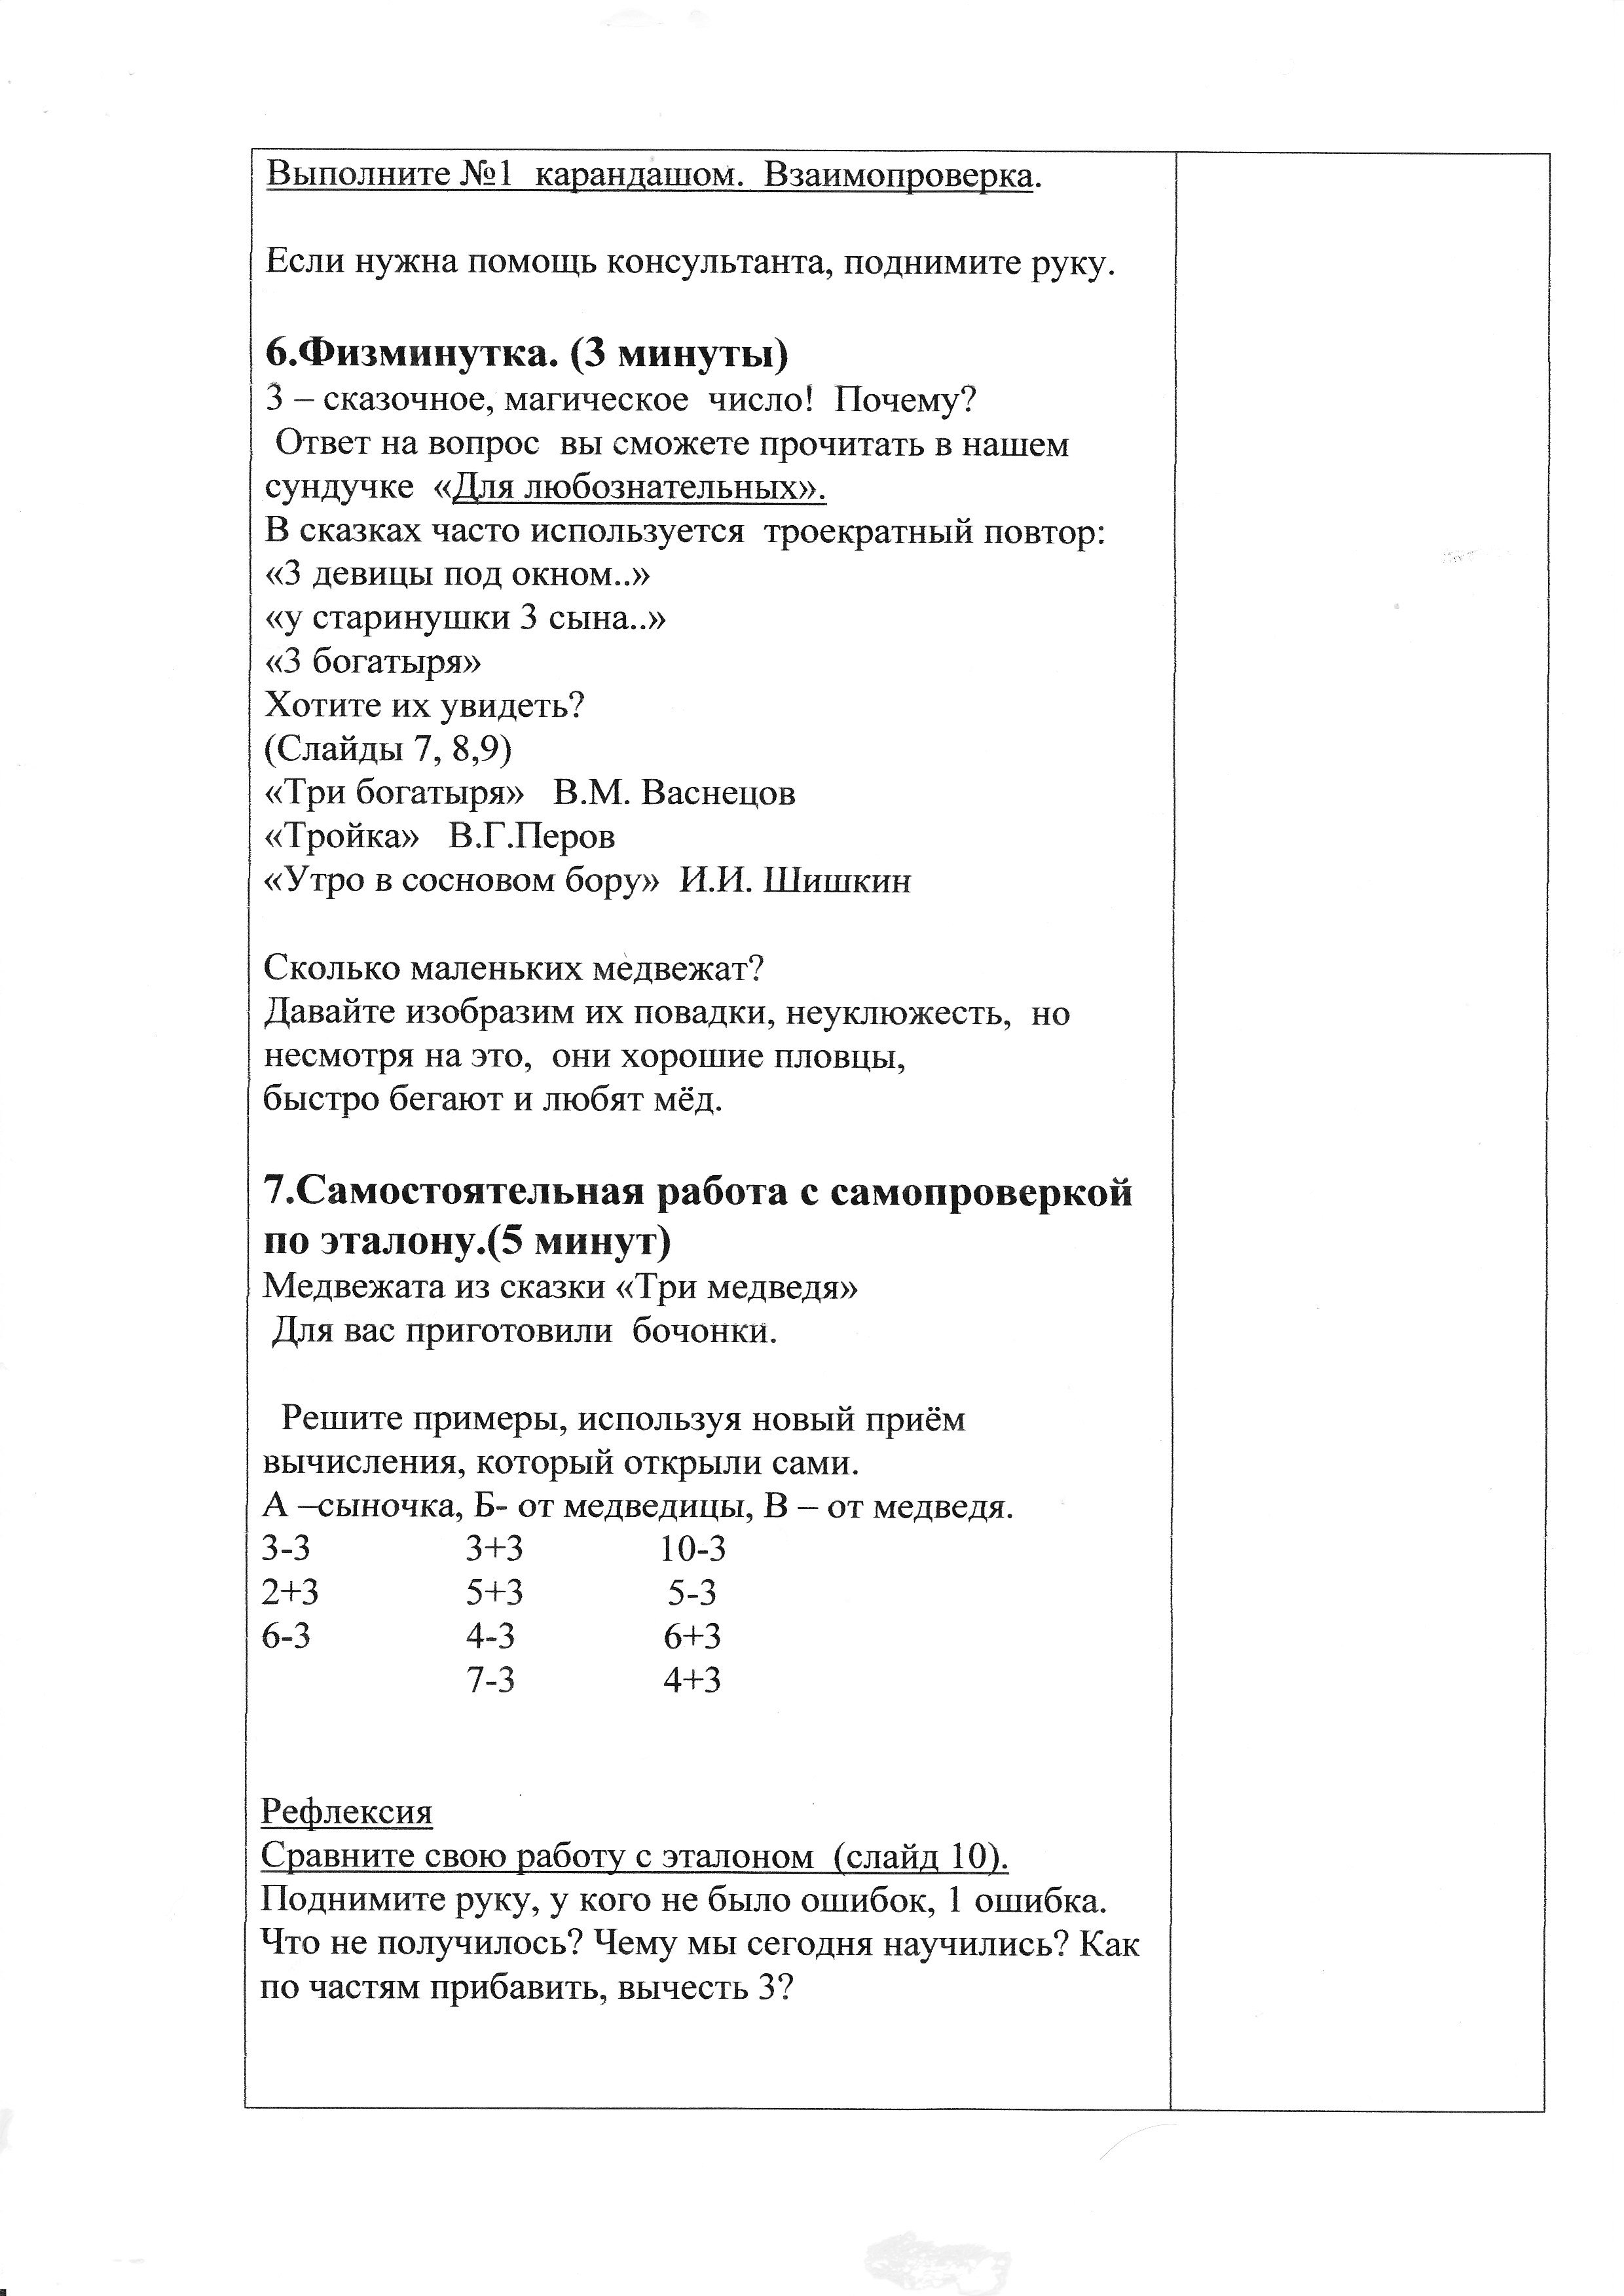 Выполните №1  карандашом.  Взаимопроверка.
Если нужна помощь консультанта, поднимите руку.
6.Физминутка. (3 минуты)
3 – сказочное, магическое  число!  Почему?
Ответ на вопрос  вы сможете прочитать в нашем
сундучке  «Для любознательных».
В сказках часто используется  троекратный повтор:
«3 девицы под окном..»
«у старинушки 3 сына..»
«3 богатыря»
Хотите их увидеть?
(Слайды 7, 8,9)
«Три богатыря»   В.М. Васнецов
«Тройка»   В.Г.Перов
«Утро в сосновом бору»  И.И. Шишкин
Сколько маленьких медвежат?
Давайте изобразим их повадки, неуклюжесть,  но
несмотря на это,  они хорошие пловцы,
быстро бегают и любят мёд.
7.Самостоятельная работа с самопроверкой
по эталону.(5 минут)
Медвежата из сказки «Три медведя»
Для вас приготовили  бочонки.
Решите примеры, используя новый приём
вычисления, который открыли сами.
А –сыночка, Б- от медведицы, В – от медведя.
3-3 3+3 10-3
2+3 5+3 5-3
6-3 4-3 6+3
7-3 4+3
Рефлексия
Сравните свою работу с эталоном  (слайд 10).
Поднимите руку, у кого не было ошибок, 1 ошибка.
Что не получилось? Чему мы сегодня научились? Как
по частям прибавить, вычесть 3?